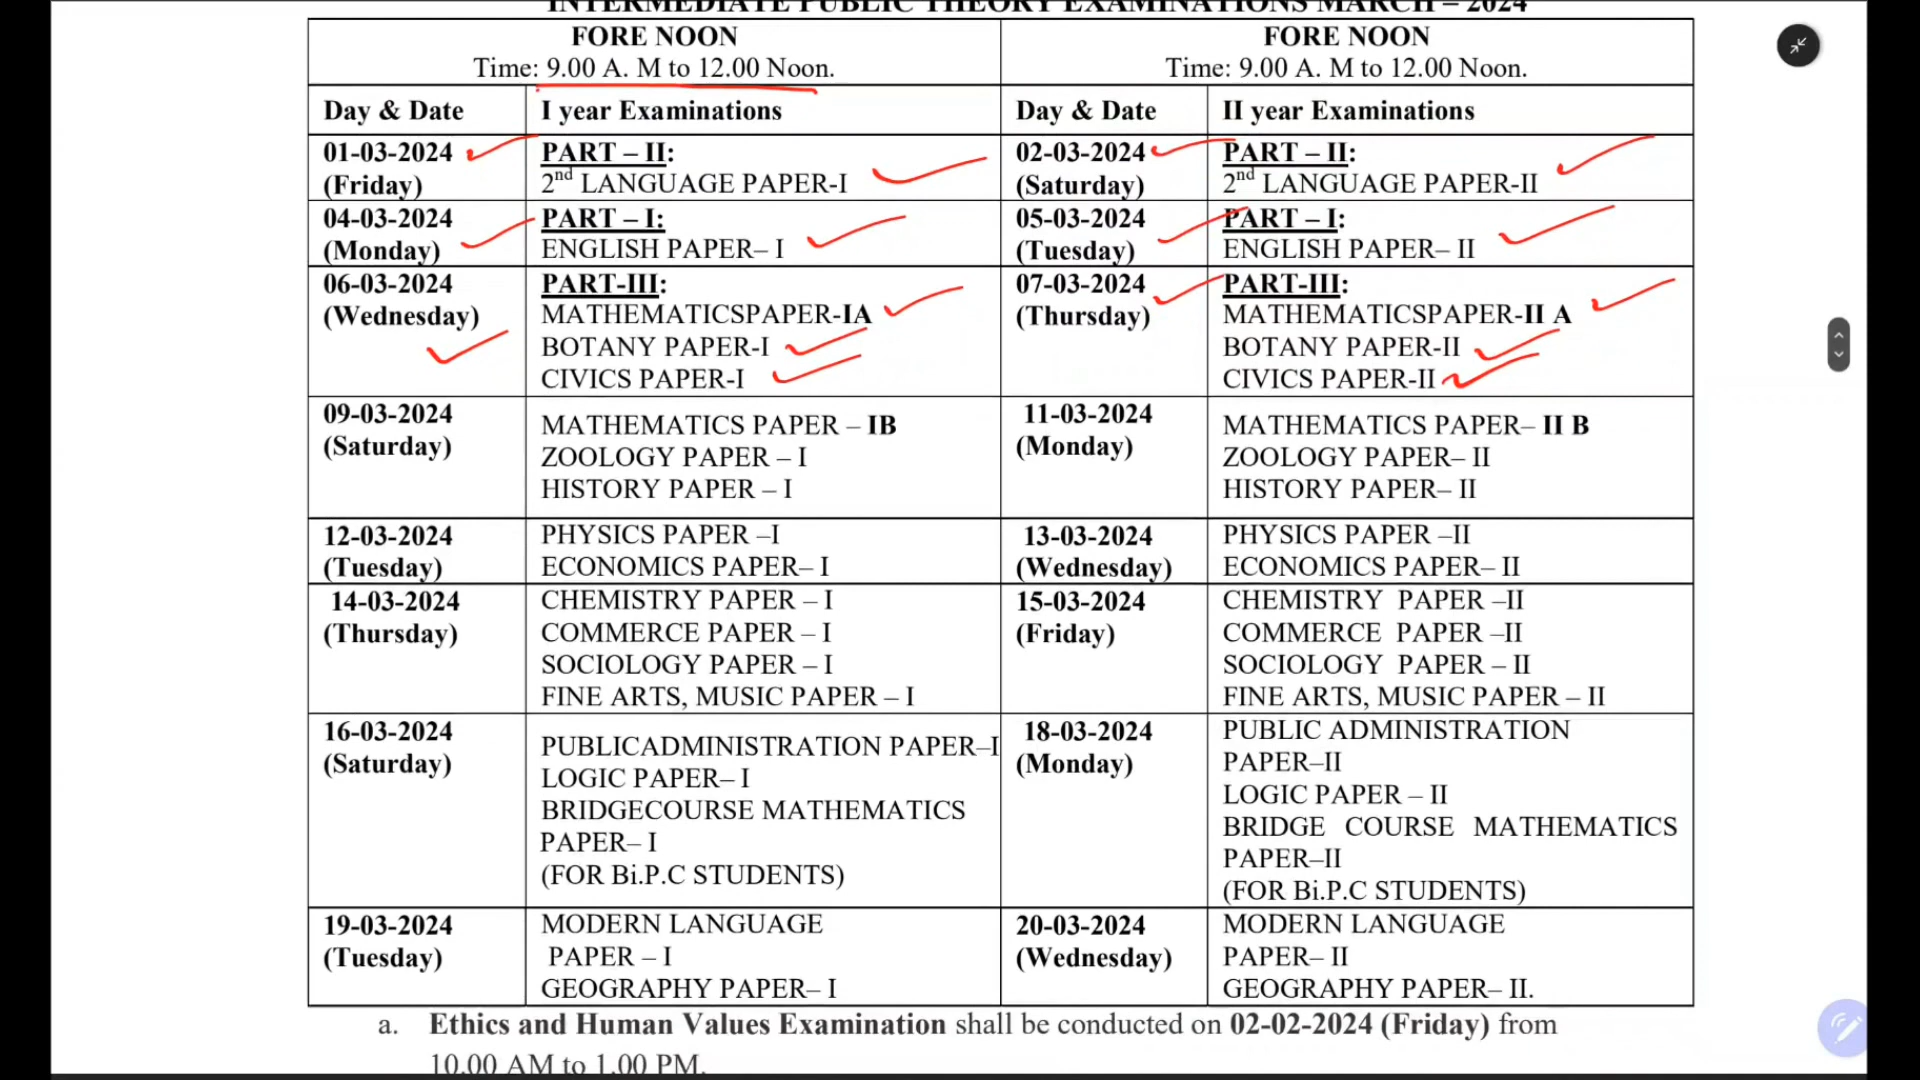 INTERMEDIATE PUBLIC THEORY EXAMINATIONS MARCH – 2024
FORE NOON
Time: 9.00 A. M to 12.00 Noon.
FORE NOON
Time: 9.00 A. M to 12.00 Noon.
Day & Date
I year Examinations
Day & Date
II year Examinations
01-03-2024
(Friday)
PART – II:
2nd LANGUAGE PAPER-I
02-03-2024
(Saturday)
PART – II:
2nd LANGUAGE PAPER-II
04-03-2024
(Monday)
PART – I:
ENGLISH PAPER– I
05-03-2024
(Tuesday)
PART – I:
ENGLISH PAPER– II
06-03-2024
(Wednesday)
PART-III:
MATHEMATICSPAPER-IA
BOTANY PAPER-I
CIVICS PAPER-I
07-03-2024
(Thursday)
PART-III:
MATHEMATICSPAPER-II A
BOTANY PAPER-II
CIVICS PAPER-II
09-03-2024
(Saturday)
MATHEMATICS PAPER – IB
ZOOLOGY PAPER – I
HISTORY PAPER – I
11-03-2024
(Monday)
MATHEMATICS PAPER– II B
ZOOLOGY PAPER– II
HISTORY PAPER– II
12-03-2024
(Tuesday)
PHYSICS PAPER –I
ECONOMICS PAPER– I
13-03-2024
(Wednesday)
PHYSICS PAPER –II
ECONOMICS PAPER– II
14-03-2024
(Thursday)
CHEMISTRY PAPER – I
COMMERCE PAPER – I
SOCIOLOGY PAPER – I
FINE ARTS, MUSIC PAPER – I
15-03-2024
(Friday)
CHEMISTRY PAPER –II
COMMERCE PAPER –II
SOCIOLOGY PAPER – II
FINE ARTS, MUSIC PAPER – II
16-03-2024
(Saturday)
PUBLICADMINISTRATION PAPER–I
LOGIC PAPER– I
BRIDGECOURSE MATHEMATICS
PAPER– I
(FOR Bi.P.C STUDENTS)
18-03-2024
(Monday)
PUBLIC ADMINISTRATION
PAPER–II
LOGIC PAPER – II
BRIDGE COURSE MATHEMATICS
PAPER–II
(FOR Bi.P.C STUDENTS)
19-03-2024
(Tuesday)
MODERN LANGUAGE
PAPER – I
GEOGRAPHY PAPER– I
20-03-2024
(Wednesday)
MODERN LANGUAGE
PAPER– II
GEOGRAPHY PAPER– II.
a. Ethics and Human Values Examination shall be conducted on 02-02-2024 (Friday) from
10.00 AM to 1.00 PM.